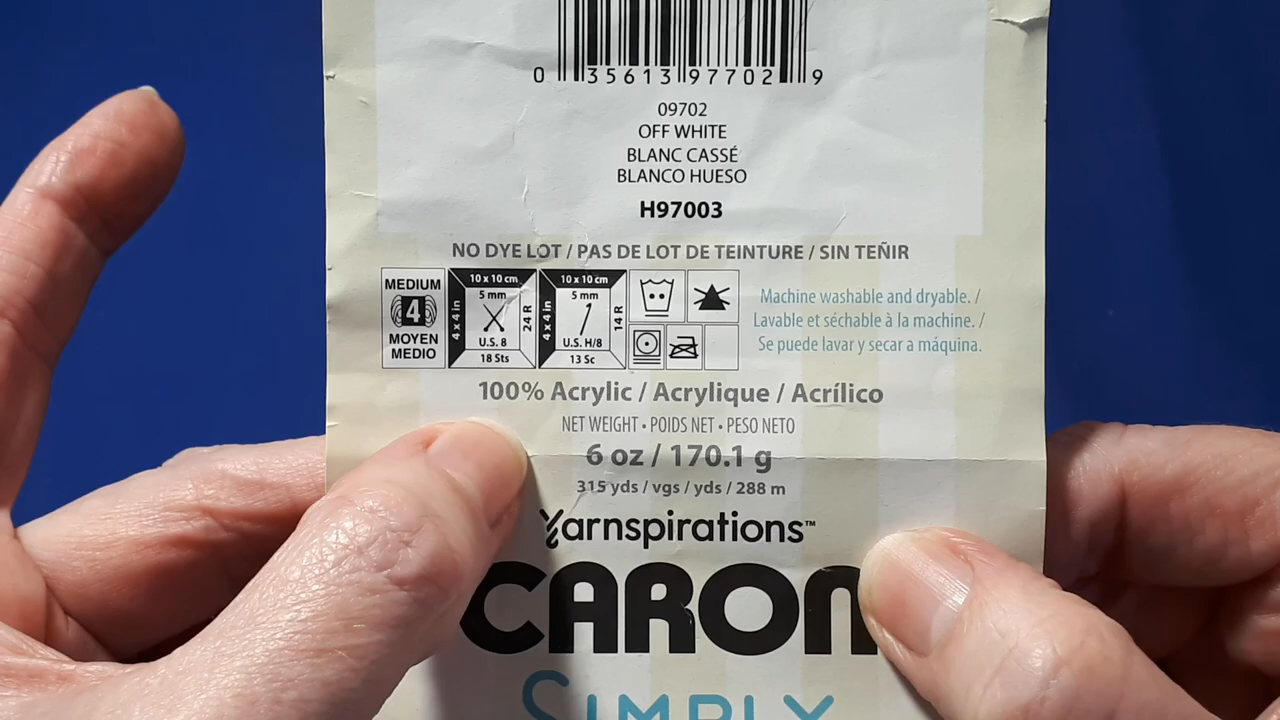 0 35613 97702 9
09702
OFF WHITE
BLANC CASSÉ
BLANCO HUESO
H97003
NO DYE LOT / PAS DE LOT DE TEINTURE / SIN TEÑIR
MEDIUM
4
MOYEN
MEDIO
10 x 10 cm
4 x 4 in
5 mm
24 R
U.S. 8
18 Sts
10 x 10 cm
4 x 4 in
5 mm
14 R
U.S. H/8
13 Sc
Machine washable and dryable. /
Lavable et séchable à la machine. /
Se puede lavar y secar a máquina.
100% Acrylic / Acrylique / Acrílico
NET WEIGHT • POIDS NET • PESO NETO
6 oz / 170.1 g
315 yds / vgs / yds / 288 m
Yarnspirations™
CARON
SIMPLY